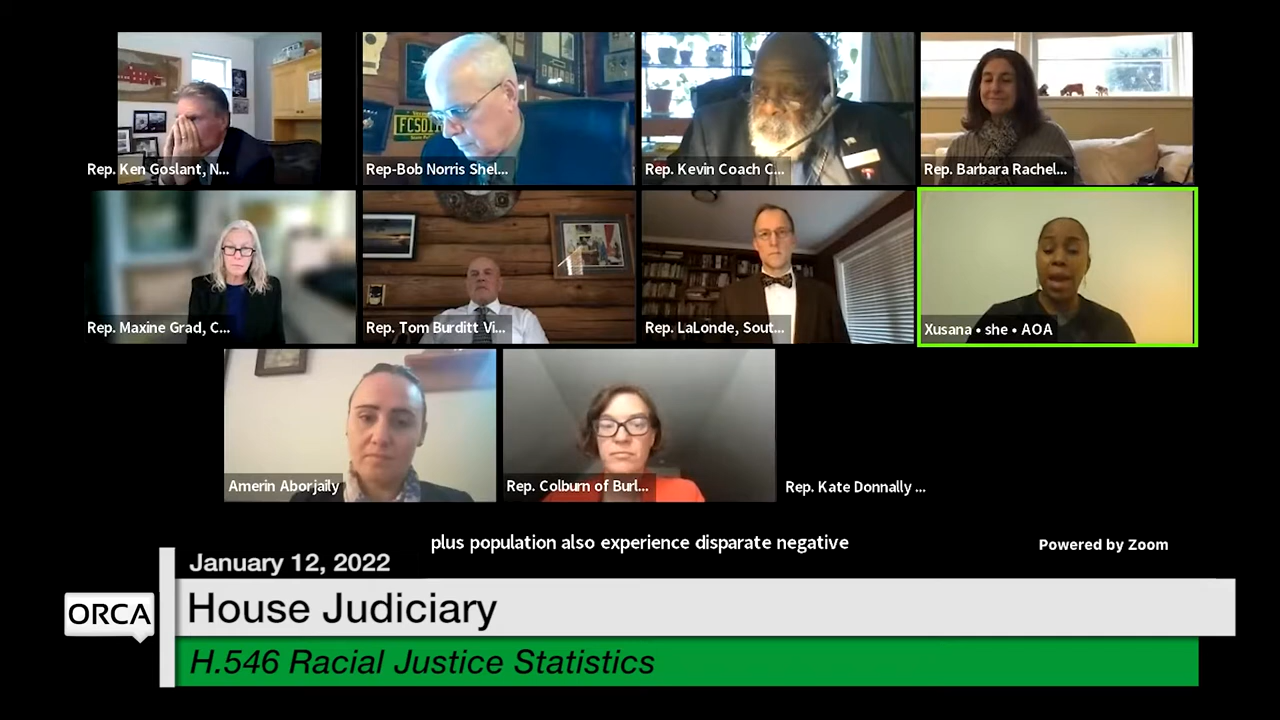 Rep. Ken Goslant, N...
Rep-Bob Norris Shel...
Rep. Kevin Coach C...
Rep. Barbara Rachel...
Rep. Maxine Grad, C...
Rep. Tom Burditt Vi...
Rep. LaLonde, Sout...
Xusana • she • AOA
Amerin Aborjaily
Rep. Colburn of Burl...
Rep. Kate Donnally ...
plus population also experience disparate negative
Powered by Zoom
January 12, 2022
ORCA
House Judiciary
H.546 Racial Justice Statistics